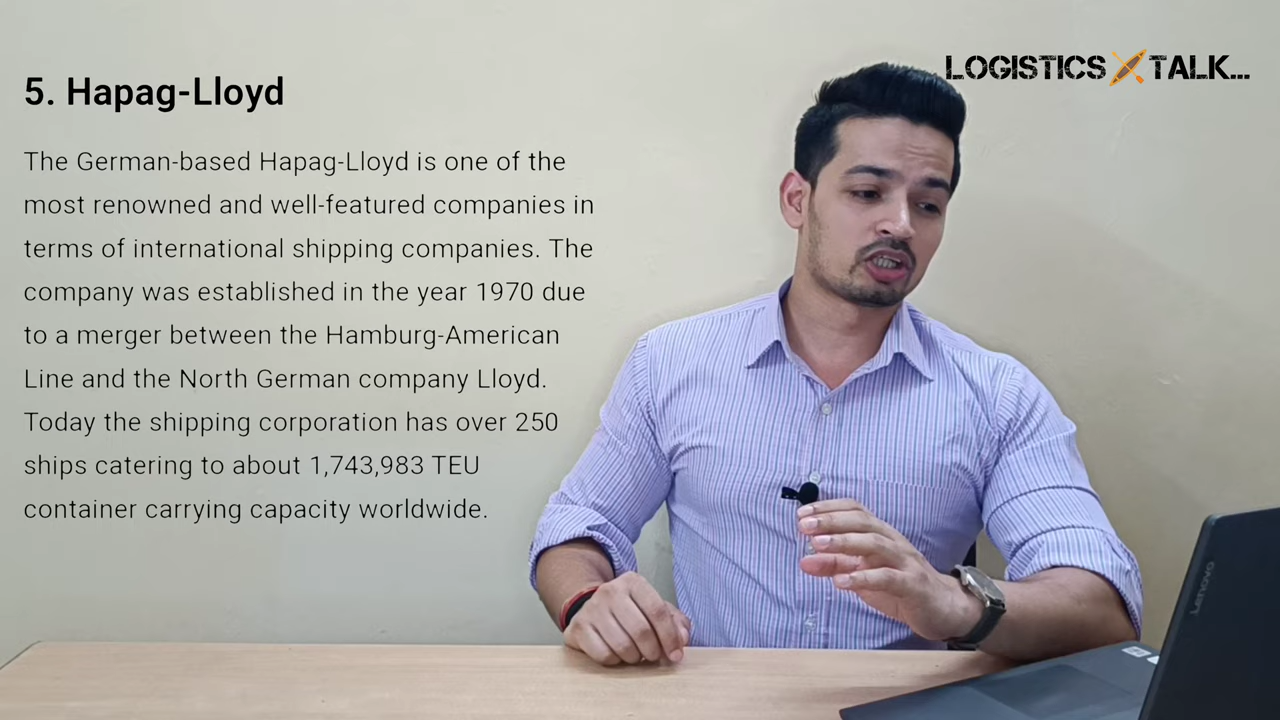 LOGISTICS TALK...
5. Hapag-Lloyd
The German-based Hapag-Lloyd is one of the
most renowned and well-featured companies in
terms of international shipping companies. The
company was established in the year 1970 due
to a merger between the Hamburg-American
Line and the North German company Lloyd.
Today the shipping corporation has over 250
ships catering to about 1,743,983 TEU
container carrying capacity worldwide.
Lenovo